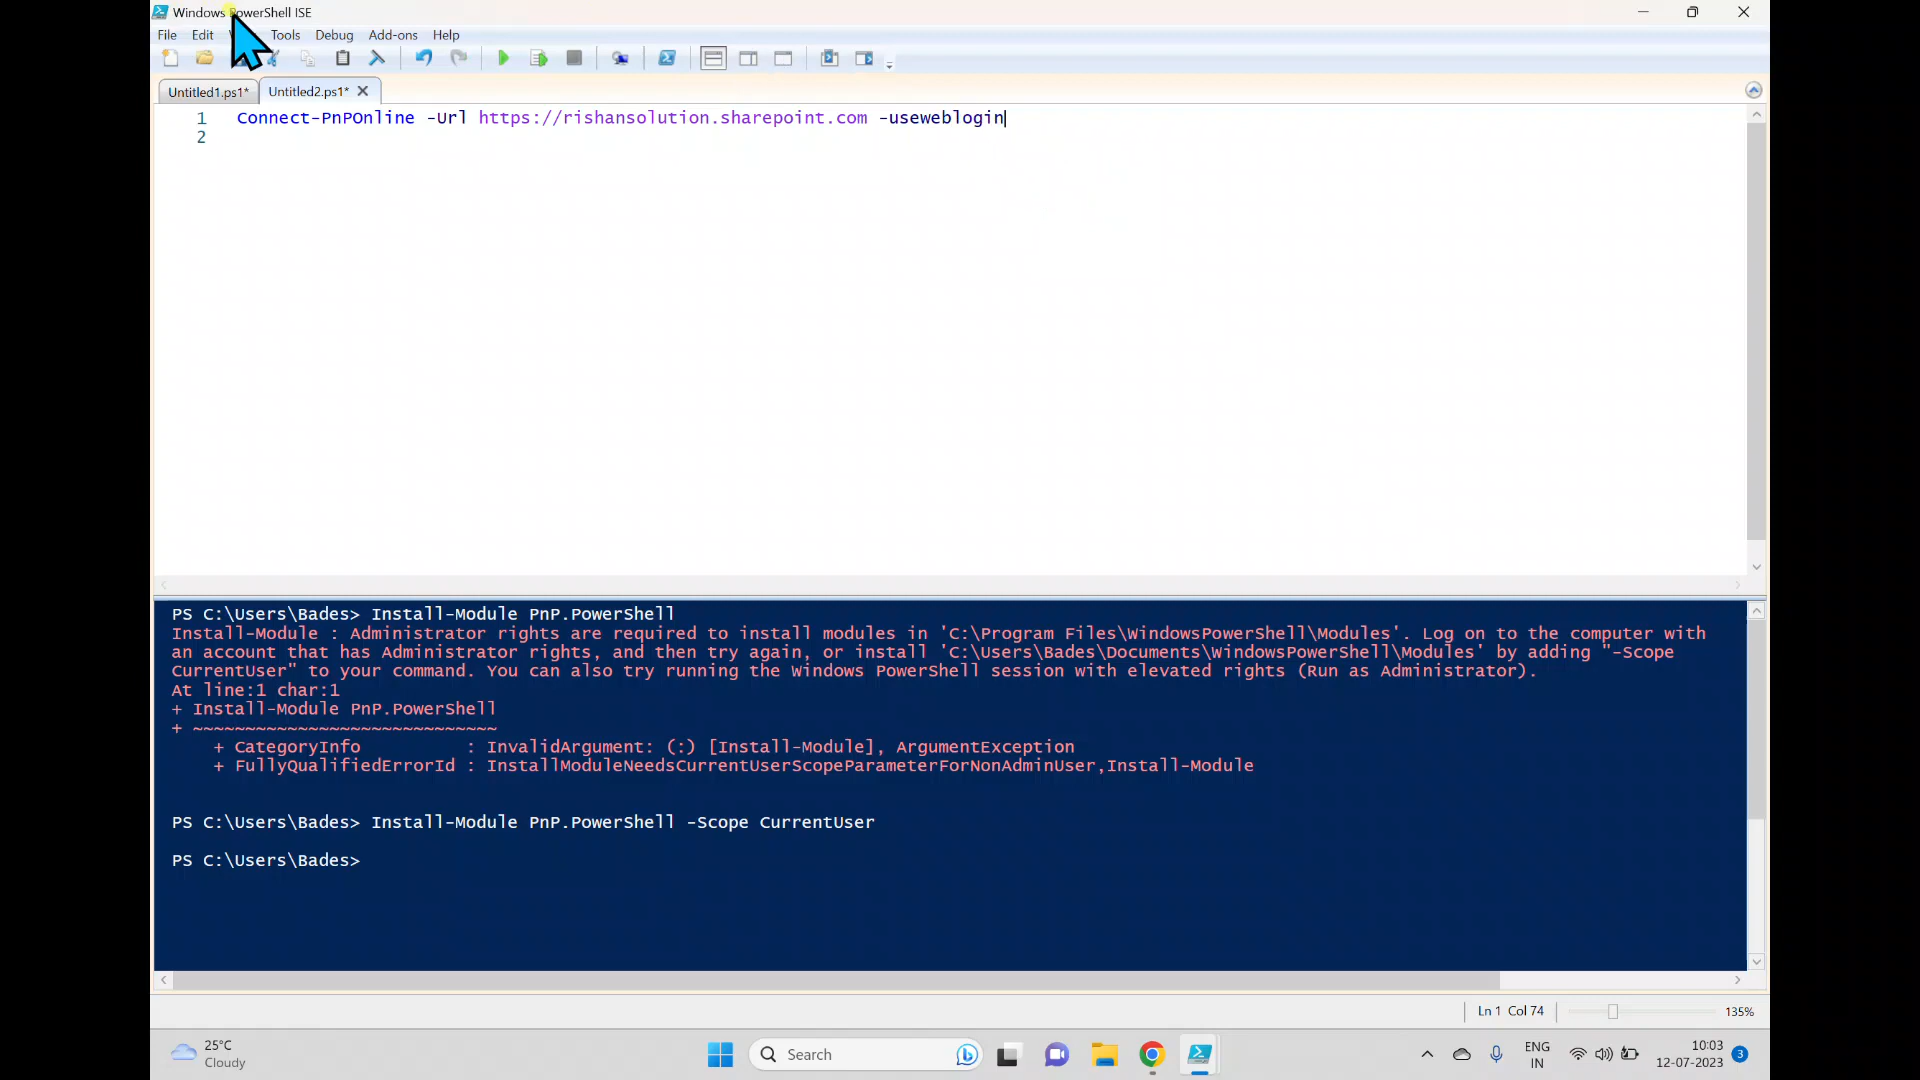 Windows PowerShell ISE
File Edit Tools Debug Add-ons Help
Untitled1.ps1* Untitled2.ps1*
1 Connect-PnPOnline -Url https://rishansolution.sharepoint.com -useweblogin
2
PS C:\Users\Bades> Install-Module PnP.PowerShell
Install-Module : Administrator rights are required to install modules in 'C:\Program Files\WindowsPowerShell\Modules'. Log on to the computer with
an account that has Administrator rights, and then try again, or install 'C:\Users\Bades\Documents\WindowsPowerShell\Modules' by adding "-Scope
CurrentUser" to your command. You can also try running the Windows PowerShell session with elevated rights (Run as Administrator).
At line:1 char:1
+ Install-Module PnP.PowerShell
+ ~~~~~~~~~~~~~~~~~~~~~~~~~~~~~
+ CategoryInfo : InvalidArgument: (:) [Install-Module], ArgumentException
+ FullyQualifiedErrorId : InstallModuleNeedsCurrentUserScopeParameterForNonAdminUser,Install-Module
PS C:\Users\Bades> Install-Module PnP.PowerShell -Scope CurrentUser
PS C:\Users\Bades>
Ln 1 Col 74 135%
25°C
Cloudy
Search
ENG
IN
10:03
12-07-2023
3